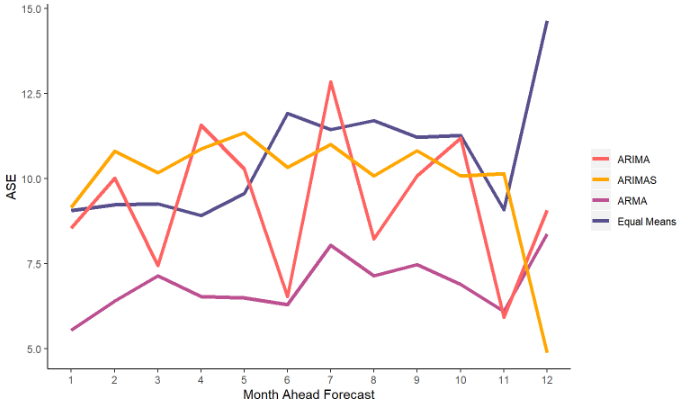 15.0
12.5
10.0
7.5
5.0
ASE
1 2 3 4 5 6 7 8 9 10 11 12
Month Ahead Forecast
ARIMA
ARIMAS
ARMA
Equal Means